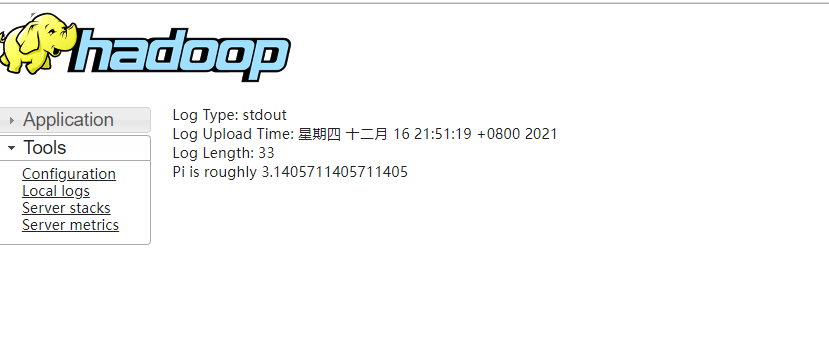 hadoop
Application
Tools
Configuration
Local logs
Server stacks
Server metrics
Log Type: stdout
Log Upload Time: 星期四 十二月 16 21:51:19 +0800 2021
Log Length: 33
Pi is roughly 3.1405711405711405